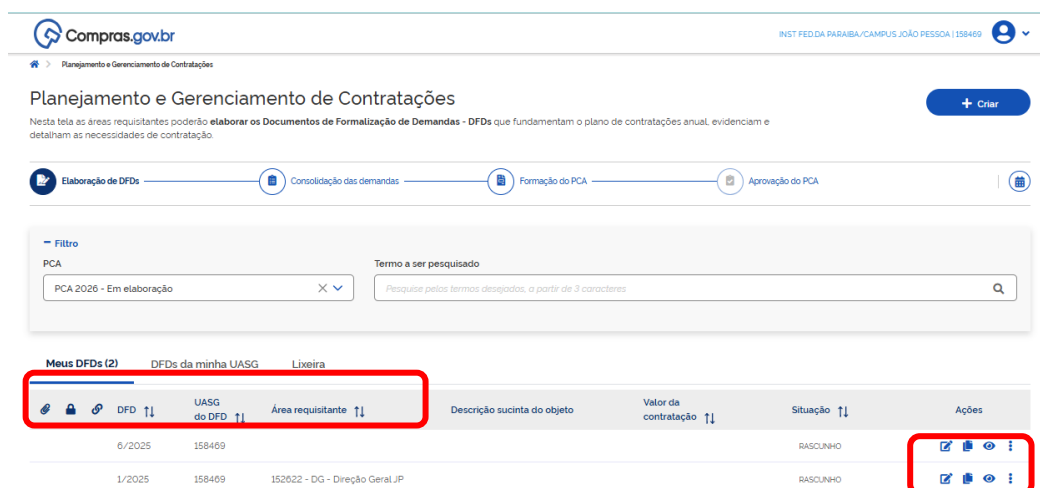 Compras.gov.br
INST FED.DA PARAIBA/CAMPUS JOÃO PESSOA | 158469
Planejamento e Gerenciamento de Contratações
Planejamento e Gerenciamento de Contratações
+ Criar
Nesta tela as áreas requisitantes poderão elaborar os Documentos de Formalização de Demandas - DFDs que fundamentam o plano de contratações anual, evidenciam e
detalham as necessidades de contratação.
Elaboração de DFDs
Consolidação das demandas
Formação do PCA
Aprovação do PCA
Filtro
PCA
Termo a ser pesquisado
PCA 2026 - Em elaboração
Pesquise pelos termos desejados, a partir de 3 caracteres
Meus DFDs (2) DFDs da minha UASG Lixeira
DFD UASG do DFD Área requisitante Descrição sucinta do objeto Valor da contratação Situação Ações
6/2025 158469 RASCUNHO
1/2025 158469 152622 - DG - Direção Geral JP RASCUNHO